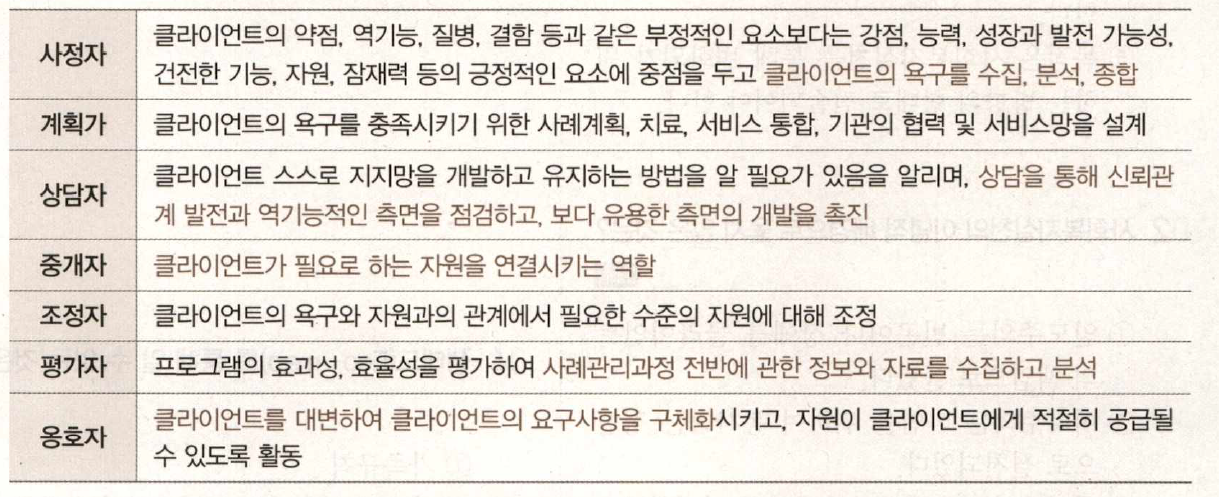 사정자
클라이언트의 약점, 역기능, 질병, 결함 등과 같은 부정적인 요소보다는 강점, 능력, 성장과 발전 가능성,
건전한 기능, 자원, 잠재력 등의 긍정적인 요소에 중점을 두고 클라이언트의 욕구를 수집, 분석, 종합
계획가
클라이언트의 욕구를 충족시키기 위한 사례계획, 치료, 서비스 통합, 기관의 협력 및 서비스망을 설계
상담자
클라이언트 스스로 지지망을 개발하고 유지하는 방법을 알 필요가 있음을 알리며, 상담을 통해 신뢰관
계 발전과 역기능적인 측면을 점검하고, 보다 유용한 측면의 개발을 촉진
중개자
클라이언트가 필요로 하는 자원을 연결시키는 역할
조정자
클라이언트의 욕구와 자원과의 관계에서 필요한 수준의 자원에 대해 조정
평가자
프로그램의 효과성, 효율성을 평가하여 사례관리과정 전반에 관한 정보와 자료를 수집하고 분석
옹호자
클라이언트를 대변하여 클라이언트의 요구사항을 구체화시키고, 자원이 클라이언트에게 적절히 공급될
수 있도록 활동